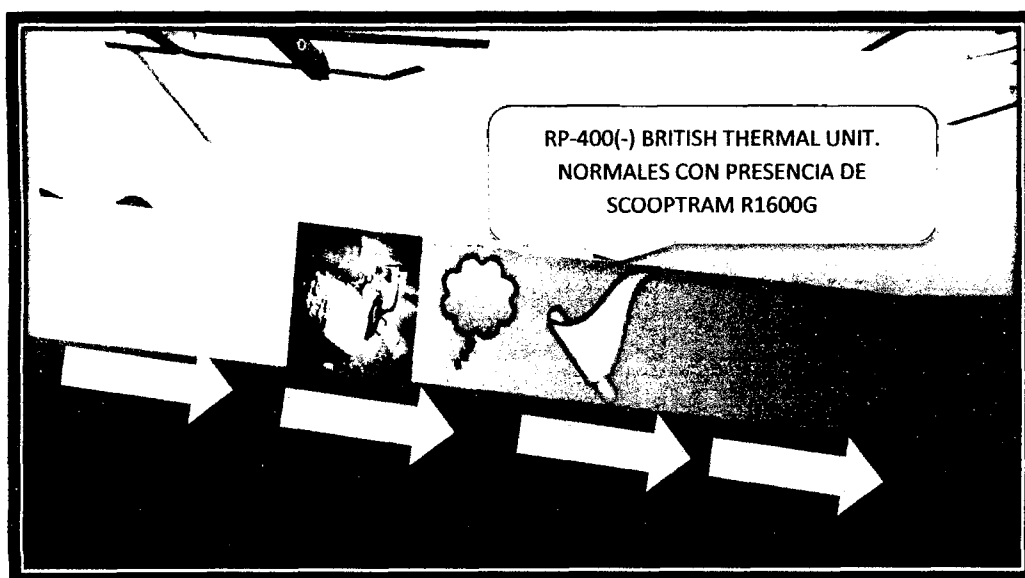 RP-400(-) BRITISH THERMAL UNIT.
NORMALES CON PRESENCIA DE
SCOOPTRAM R1600G